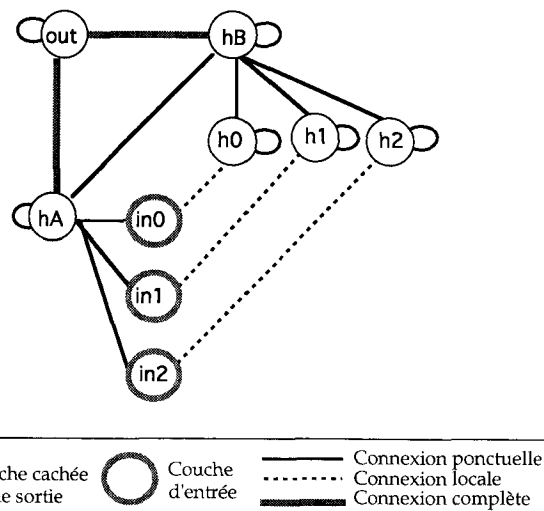 out
hB
h0
h1
h2
hA
in0
in1
in2
che cachée
e sortie
Couche
d'entrée
Connexion ponctuelle
Connexion locale
Connexion complète